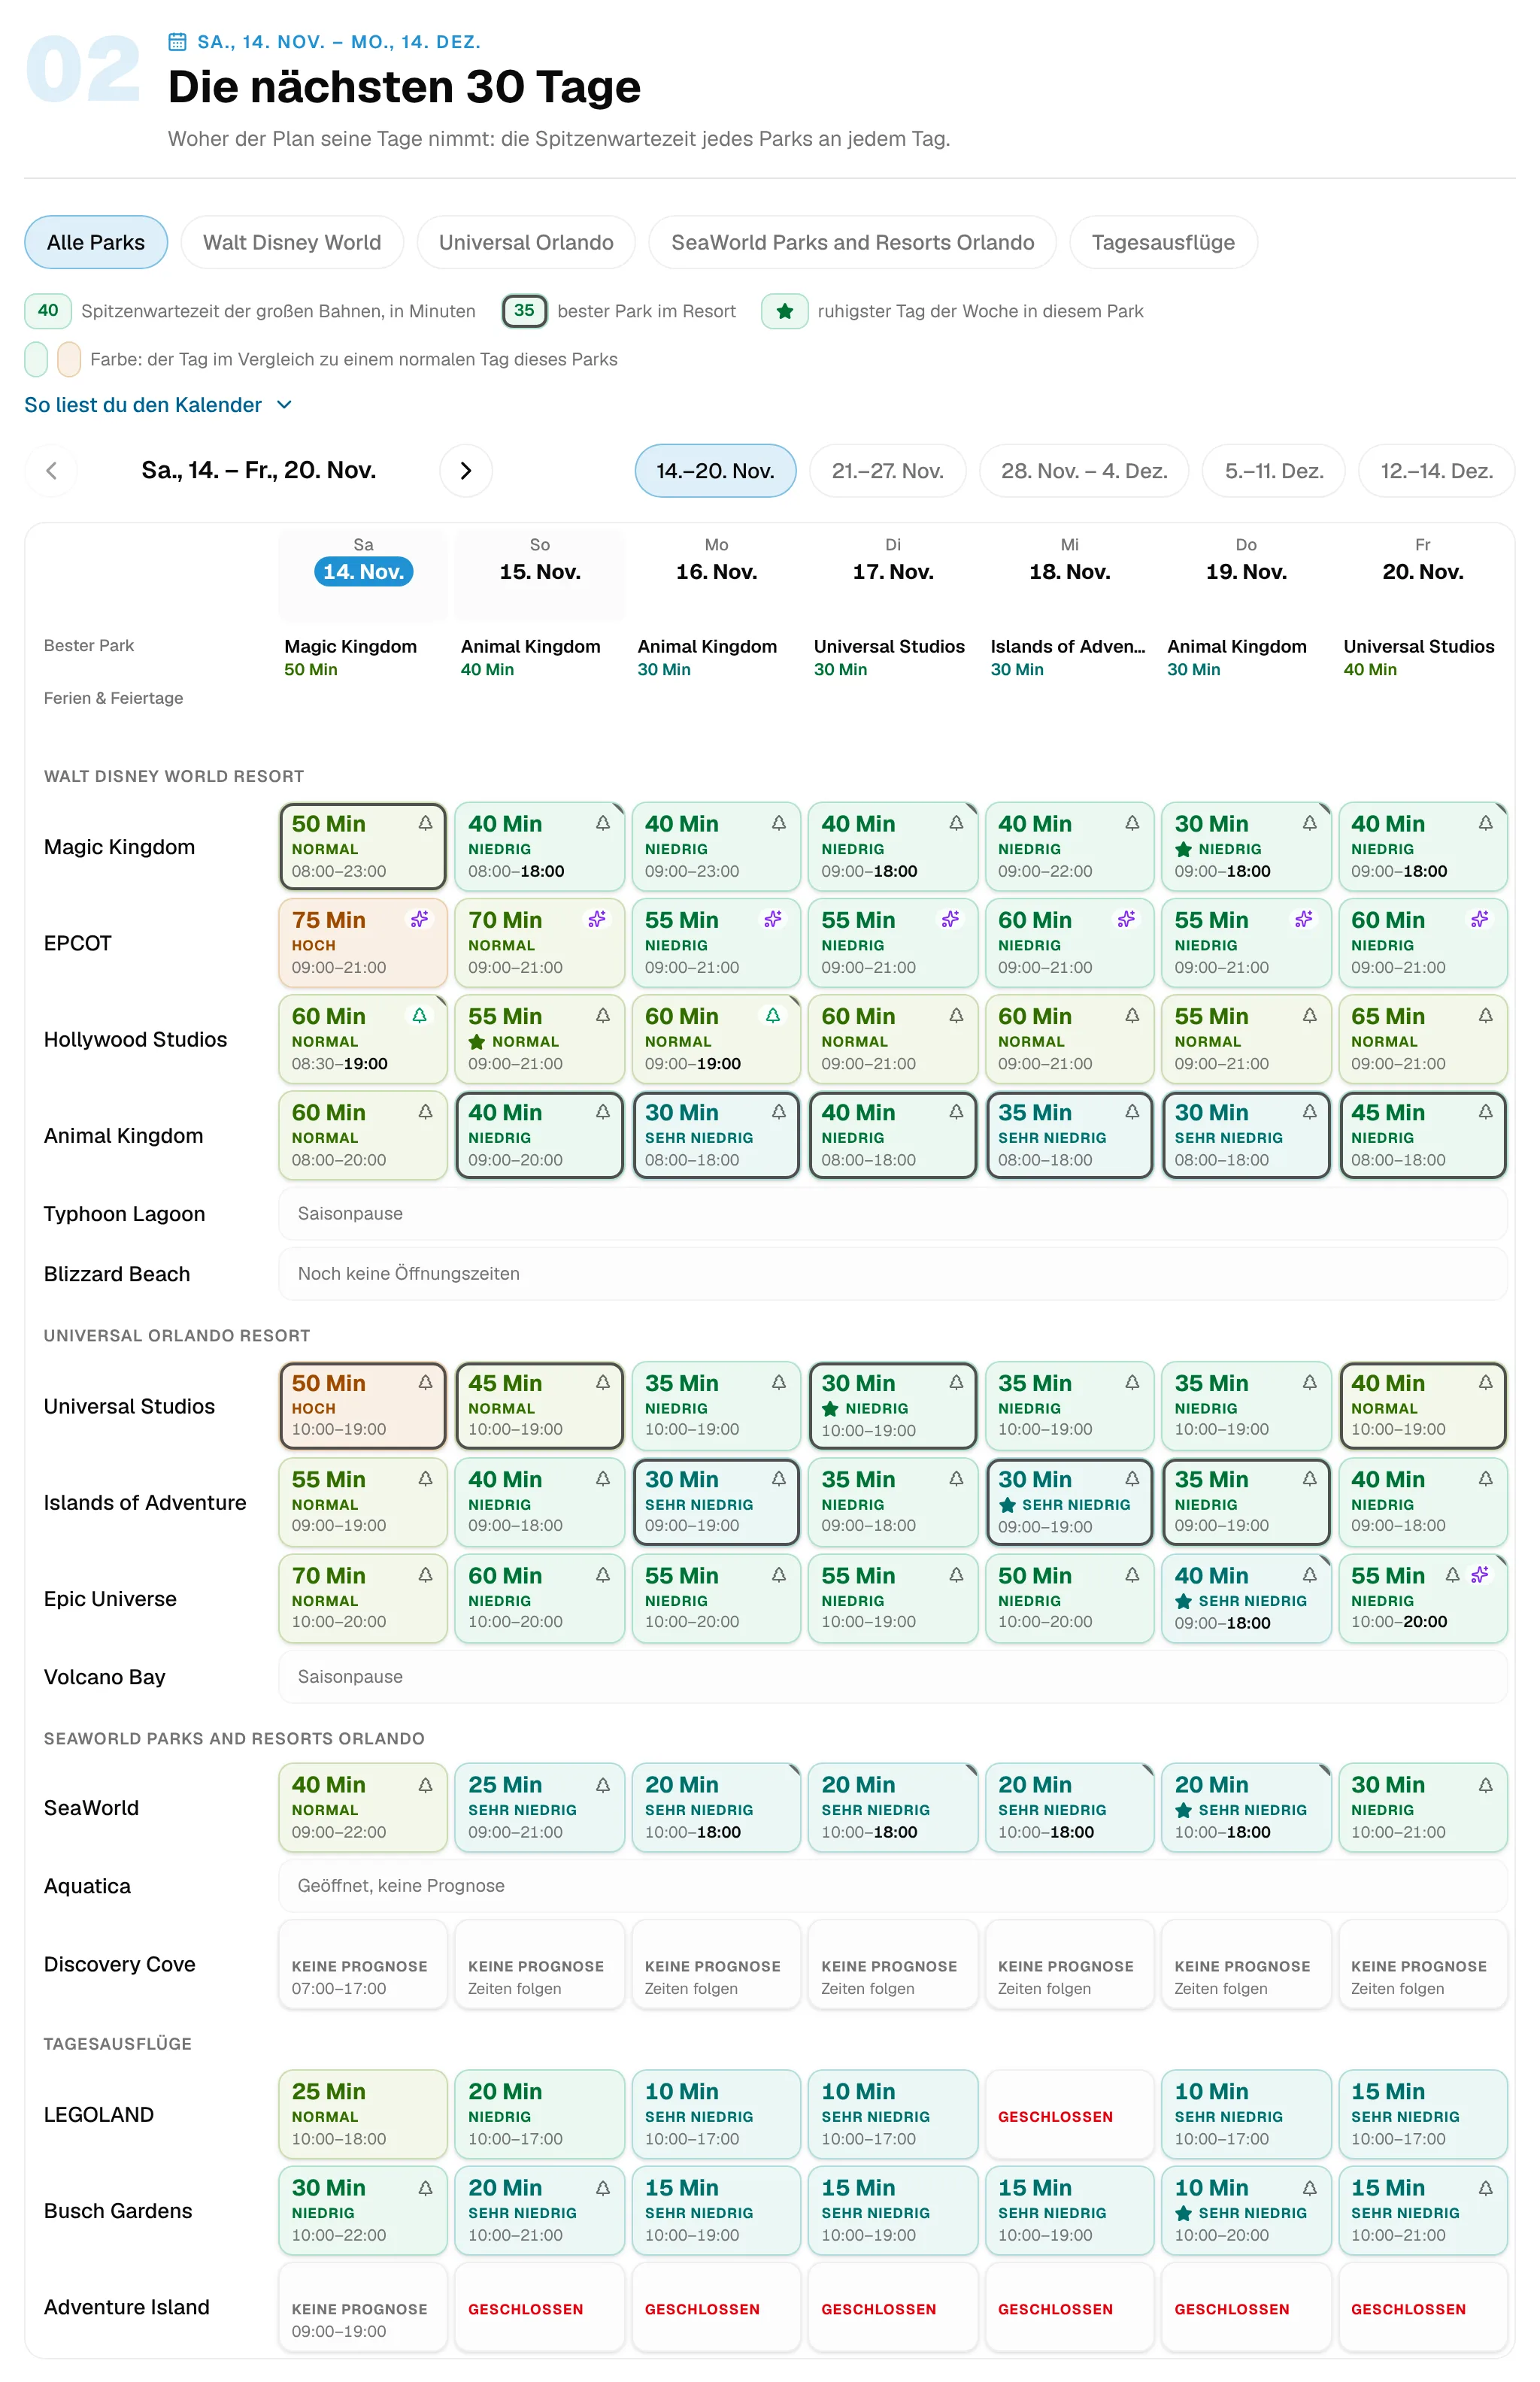 02
SA., 14. NOV. – MO., 14. DEZ.
Die nächsten 30 Tage
Woher der Plan seine Tage nimmt: die Spitzenwartezeit jedes Parks an jedem Tag.
Alle Parks Walt Disney World Universal Orlando SeaWorld Parks and Resorts Orlando Tagesausflüge
40 Spitzenwartezeit der großen Bahnen, in Minuten 35 bester Park im Resort ruhigster Tag der Woche in diesem Park
Farbe: der Tag im Vergleich zu einem normalen Tag dieses Parks
So liest du den Kalender
Sa., 14. – Fr., 20. Nov. 14.–20. Nov. 21.–27. Nov. 28. Nov. – 4. Dez. 5.–11. Dez. 12.–14. Dez.
Sa So Mo Di Mi Do Fr
14. Nov. 15. Nov. 16. Nov. 17. Nov. 18. Nov. 19. Nov. 20. Nov.
Bester Park Magic Kingdom Animal Kingdom Animal Kingdom Universal Studios Islands of Adven... Animal Kingdom Universal Studios
50 Min 40 Min 30 Min 30 Min 30 Min 30 Min 40 Min
Ferien & Feiertage
WALT DISNEY WORLD RESORT
Magic Kingdom
50 Min 40 Min 40 Min 40 Min 40 Min 30 Min 40 Min
NORMAL NIEDRIG NIEDRIG NIEDRIG NIEDRIG NIEDRIG NIEDRIG
08:00–23:00 08:00–18:00 09:00–23:00 09:00–18:00 09:00–22:00 09:00–18:00 09:00–18:00
EPCOT
75 Min 70 Min 55 Min 55 Min 60 Min 55 Min 60 Min
HOCH NORMAL NIEDRIG NIEDRIG NIEDRIG NIEDRIG NIEDRIG
09:00–21:00 09:00–21:00 09:00–21:00 09:00–21:00 09:00–21:00 09:00–21:00 09:00–21:00
Hollywood Studios
60 Min 55 Min 60 Min 60 Min 60 Min 55 Min 65 Min
NORMAL NORMAL NORMAL NORMAL NORMAL NORMAL NORMAL
08:30–19:00 09:00–21:00 09:00–19:00 09:00–21:00 09:00–21:00 09:00–21:00 09:00–21:00
Animal Kingdom
60 Min 40 Min 30 Min 40 Min 35 Min 30 Min 45 Min
NORMAL NIEDRIG SEHR NIEDRIG NIEDRIG SEHR NIEDRIG SEHR NIEDRIG NIEDRIG
08:00–20:00 09:00–20:00 08:00–18:00 08:00–18:00 08:00–18:00 08:00–18:00 08:00–18:00
Typhoon Lagoon Saisonpause
Blizzard Beach Noch keine Öffnungszeiten
UNIVERSAL ORLANDO RESORT
Universal Studios
50 Min 45 Min 35 Min 30 Min 35 Min 35 Min 40 Min
HOCH NORMAL NIEDRIG NIEDRIG NIEDRIG NIEDRIG NORMAL
10:00–19:00 10:00–19:00 10:00–19:00 10:00–19:00 10:00–19:00 10:00–19:00 10:00–19:00
Islands of Adventure
55 Min 40 Min 30 Min 35 Min 30 Min 35 Min 40 Min
NORMAL NIEDRIG SEHR NIEDRIG NIEDRIG SEHR NIEDRIG NIEDRIG NIEDRIG
09:00–19:00 09:00–18:00 09:00–19:00 09:00–18:00 09:00–19:00 09:00–19:00 09:00–18:00
Epic Universe
70 Min 60 Min 55 Min 55 Min 50 Min 40 Min 55 Min
NORMAL NIEDRIG NIEDRIG NIEDRIG NIEDRIG SEHR NIEDRIG NIEDRIG
10:00–20:00 10:00–20:00 10:00–20:00 10:00–19:00 10:00–20:00 09:00–18:00 10:00–20:00
Volcano Bay Saisonpause
SEAWORLD PARKS AND RESORTS ORLANDO
SeaWorld
40 Min 25 Min 20 Min 20 Min 20 Min 20 Min 30 Min
NORMAL SEHR NIEDRIG SEHR NIEDRIG SEHR NIEDRIG SEHR NIEDRIG SEHR NIEDRIG NIEDRIG
09:00–22:00 09:00–21:00 10:00–18:00 10:00–18:00 10:00–18:00 10:00–18:00 10:00–21:00
Aquatica Geöffnet, keine Prognose
Discovery Cove
KEINE PROGNOSE KEINE PROGNOSE KEINE PROGNOSE KEINE PROGNOSE KEINE PROGNOSE KEINE PROGNOSE KEINE PROGNOSE
07:00–17:00 Zeiten folgen Zeiten folgen Zeiten folgen Zeiten folgen Zeiten folgen Zeiten folgen
TAGESAUSFLÜGE
LEGOLAND
25 Min 20 Min 10 Min 10 Min 10 Min 15 Min
NORMAL NIEDRIG SEHR NIEDRIG SEHR NIEDRIG GESCHLOSSEN SEHR NIEDRIG SEHR NIEDRIG
10:00–18:00 10:00–17:00 10:00–17:00 10:00–17:00 10:00–17:00 10:00–17:00
Busch Gardens
30 Min 20 Min 15 Min 15 Min 15 Min 10 Min 15 Min
NIEDRIG SEHR NIEDRIG SEHR NIEDRIG SEHR NIEDRIG SEHR NIEDRIG SEHR NIEDRIG SEHR NIEDRIG
10:00–22:00 10:00–21:00 10:00–19:00 10:00–19:00 10:00–19:00 10:00–20:00 10:00–21:00
Adventure Island
KEINE PROGNOSE GESCHLOSSEN GESCHLOSSEN GESCHLOSSEN GESCHLOSSEN GESCHLOSSEN GESCHLOSSEN
09:00–19:00